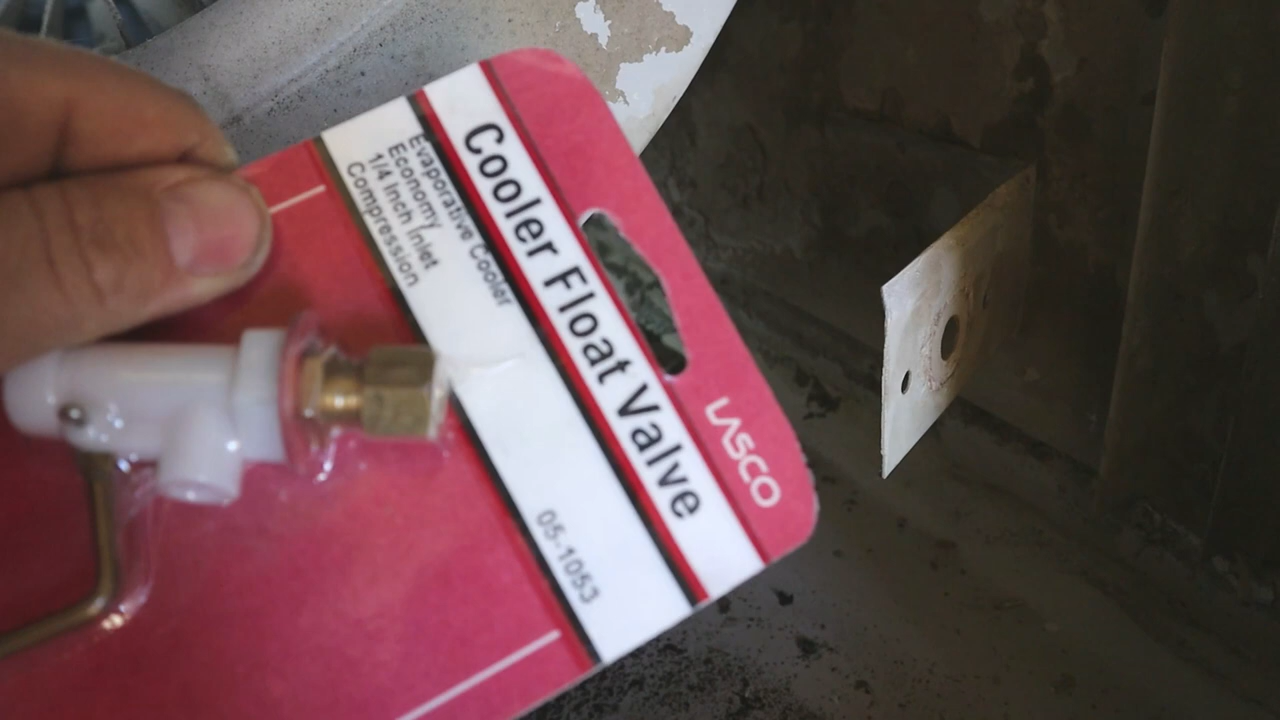 LASCO
Cooler Float Valve
Evaporative Cooler
Economy
1/4 Inch Inlet
Compression
05-1053